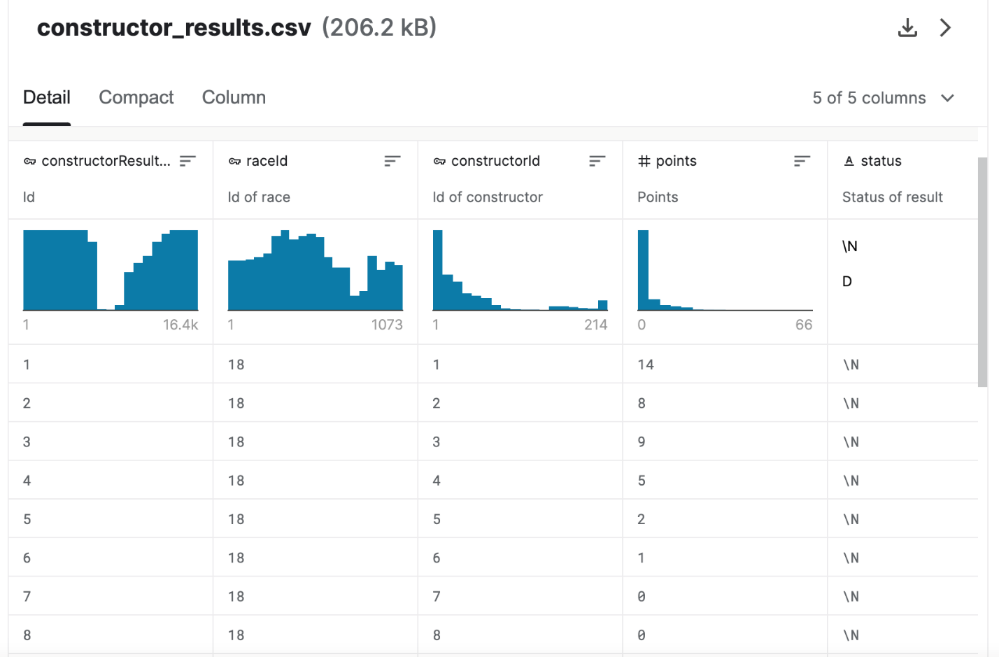 constructor_results.csv (206.2 kB)
Detail Compact Column 5 of 5 columns
constructorResult... raceId constructorId # points A status
Id Id of race Id of constructor Points Status of result
\N
D
1 16.4k 1 1073 1 214 0 66
1 18 1 14 \N
2 18 2 8 \N
3 18 3 9 \N
4 18 4 5 \N
5 18 5 2 \N
6 18 6 1 \N
7 18 7 0 \N
8 18 8 0 \N